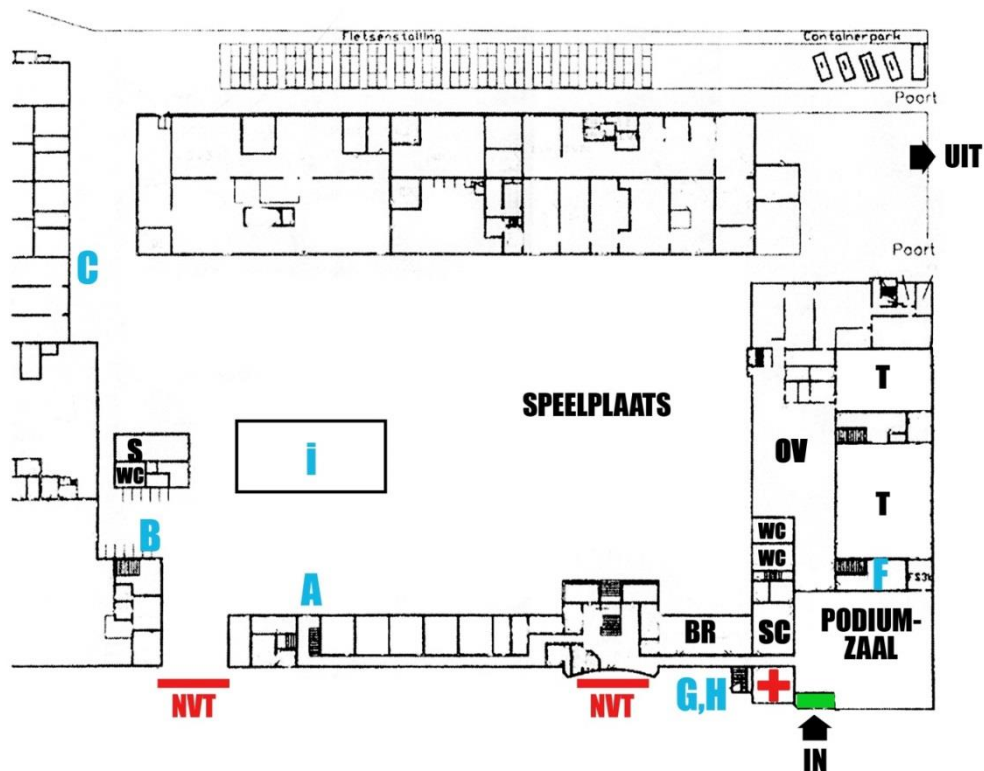 Fietsenstalling
Containerpark
Poort
UIT
Poort
C
T
SPEELPLAATS
S
WC
i
OV
T
WC
WC
B
F
A
BR
SC
PODIUM-
ZAAL
NVT
NVT
G,H
IN